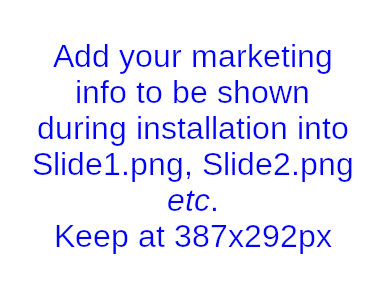 Add your marketing
info to be shown
during installation into
Slide1.png, Slide2.png
etc.
Keep at 387x292px